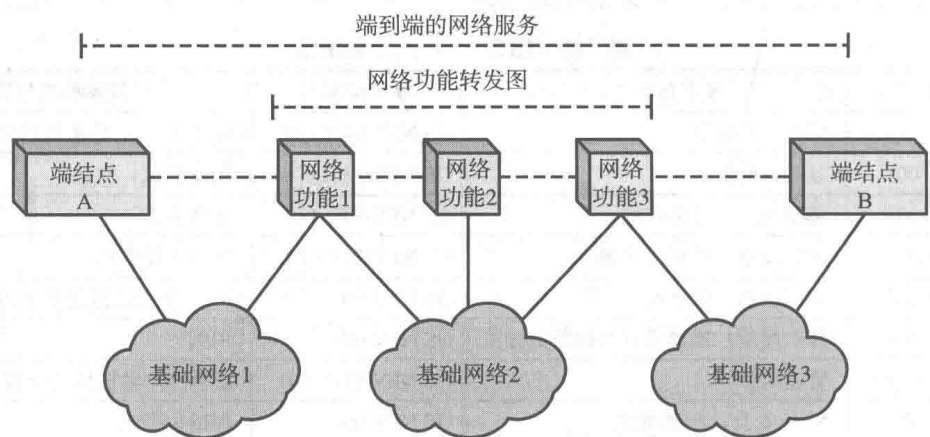 端到端的网络服务
网络功能转发图
端结点
A
网络
功能1
网络
功能2
网络
功能3
端结点
B
基础网络1
基础网络2
基础网络3